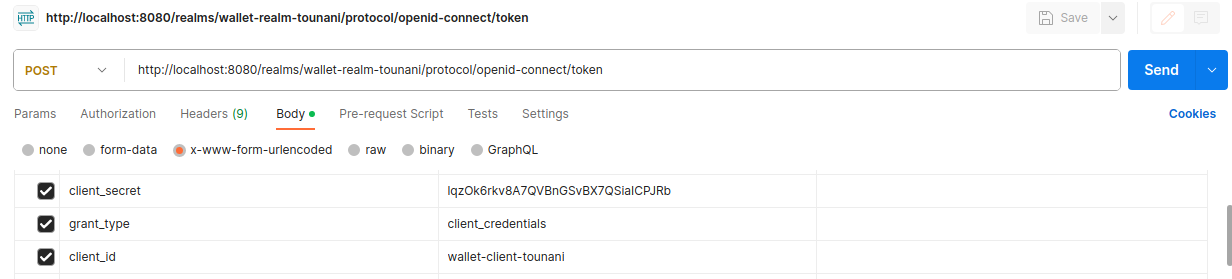 HTTP http://localhost:8080/realms/wallet-realm-tounani/protocol/openid-connect/token Save
POST http://localhost:8080/realms/wallet-realm-tounani/protocol/openid-connect/token Send
Params Authorization Headers (9) Body Pre-request Script Tests Settings Cookies
none form-data x-www-form-urlencoded raw binary GraphQL
client_secret lqzOk6rkv8A7QVBnGSvBX7QSialCPJRb
grant_type client_credentials
client_id wallet-client-tounani